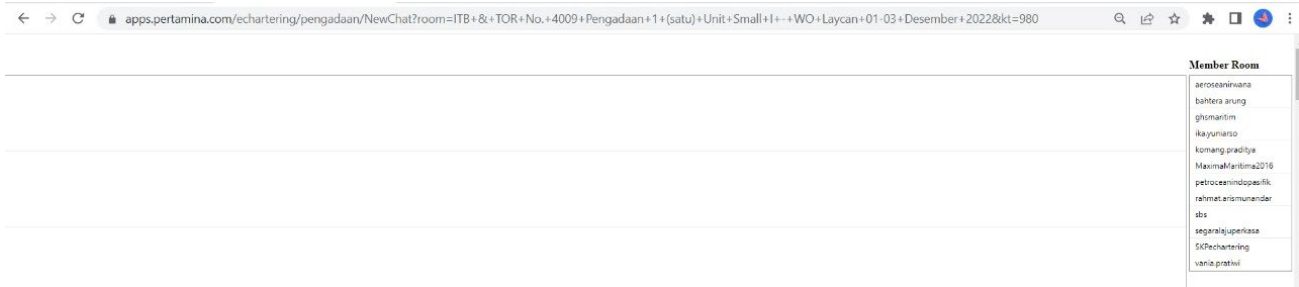 apps.pertamina.com/echartering/pengadaan/NewChat?room=ITB+&+TOR+No.+4009+Pengadaan+1+(satu)+Unit+Small+I+-+WO+Laycan+01-03+Desember+2022&kt=980
Member Room
aeroseanirwana
bahtera arung
ghsmaritim
ika.yuniarso
komang.praditya
MaximaMaritima2016
petroceanindopasifik
rahmat.arismunandar
sbs
segaralajuperkasa
SKPechartering
vania.pratiwi